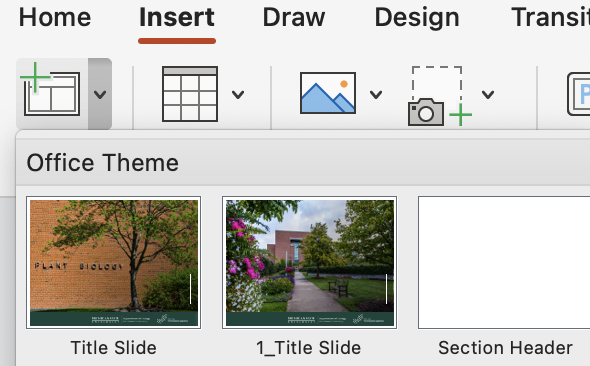 Home Insert Draw Design Transit
Office Theme
PLANT BIOLOGY
Title Slide 1_Title Slide Section Header